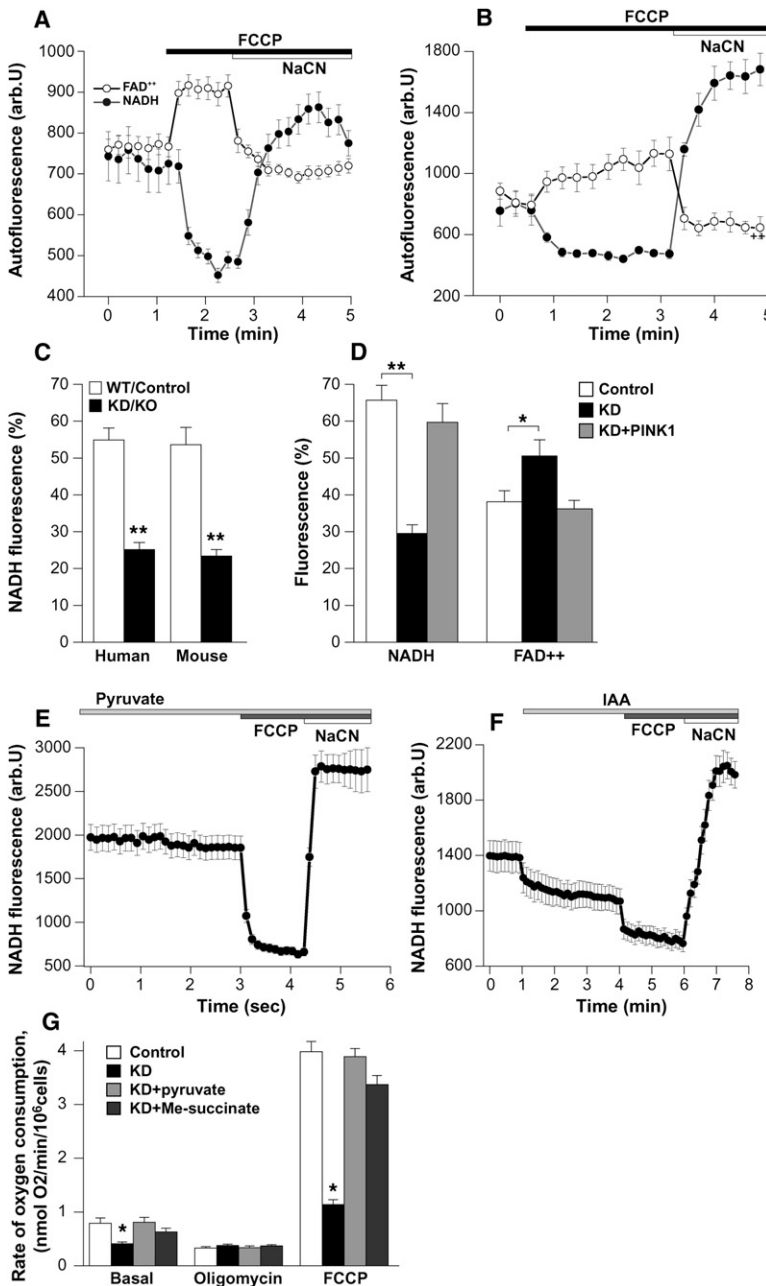 A
FCCP
NaCN
Autofluorescence (arb.U)
1000
900
800
700
600
500
400
FAD++
NADH
0 1 2 3 4 5
Time (min)
B
FCCP
NaCN
Autofluorescence (arb.U)
1800
1400
1000
600
200
++
0 1 2 3 4 5
Time (min)
C
WT/Control
KD/KO
NADH fluorescence (%)
70
60
50
40
30
20
10
0
**
**
Human Mouse
D
Control
KD
KD+PINK1
Fluorescence (%)
70
60
50
40
30
20
10
0
**
*
NADH FAD++
E
Pyruvate
FCCP
NaCN
NADH fluorescence (arb.U)
3000
2500
2000
1500
1000
500
0 1 2 3 4 5 6
Time (sec)
F
IAA
FCCP
NaCN
NADH fluorescence (arb.U)
2200
1800
1400
1000
600
0 1 2 3 4 5 6 7 8
Time (min)
G
Control
KD
KD+pyruvate
KD+Me-succinate
Rate of oxygen consumption,
(nmol O2/min/10⁶cells)
4
3
2
1
0
*
*
Basal Oligomycin FCCP